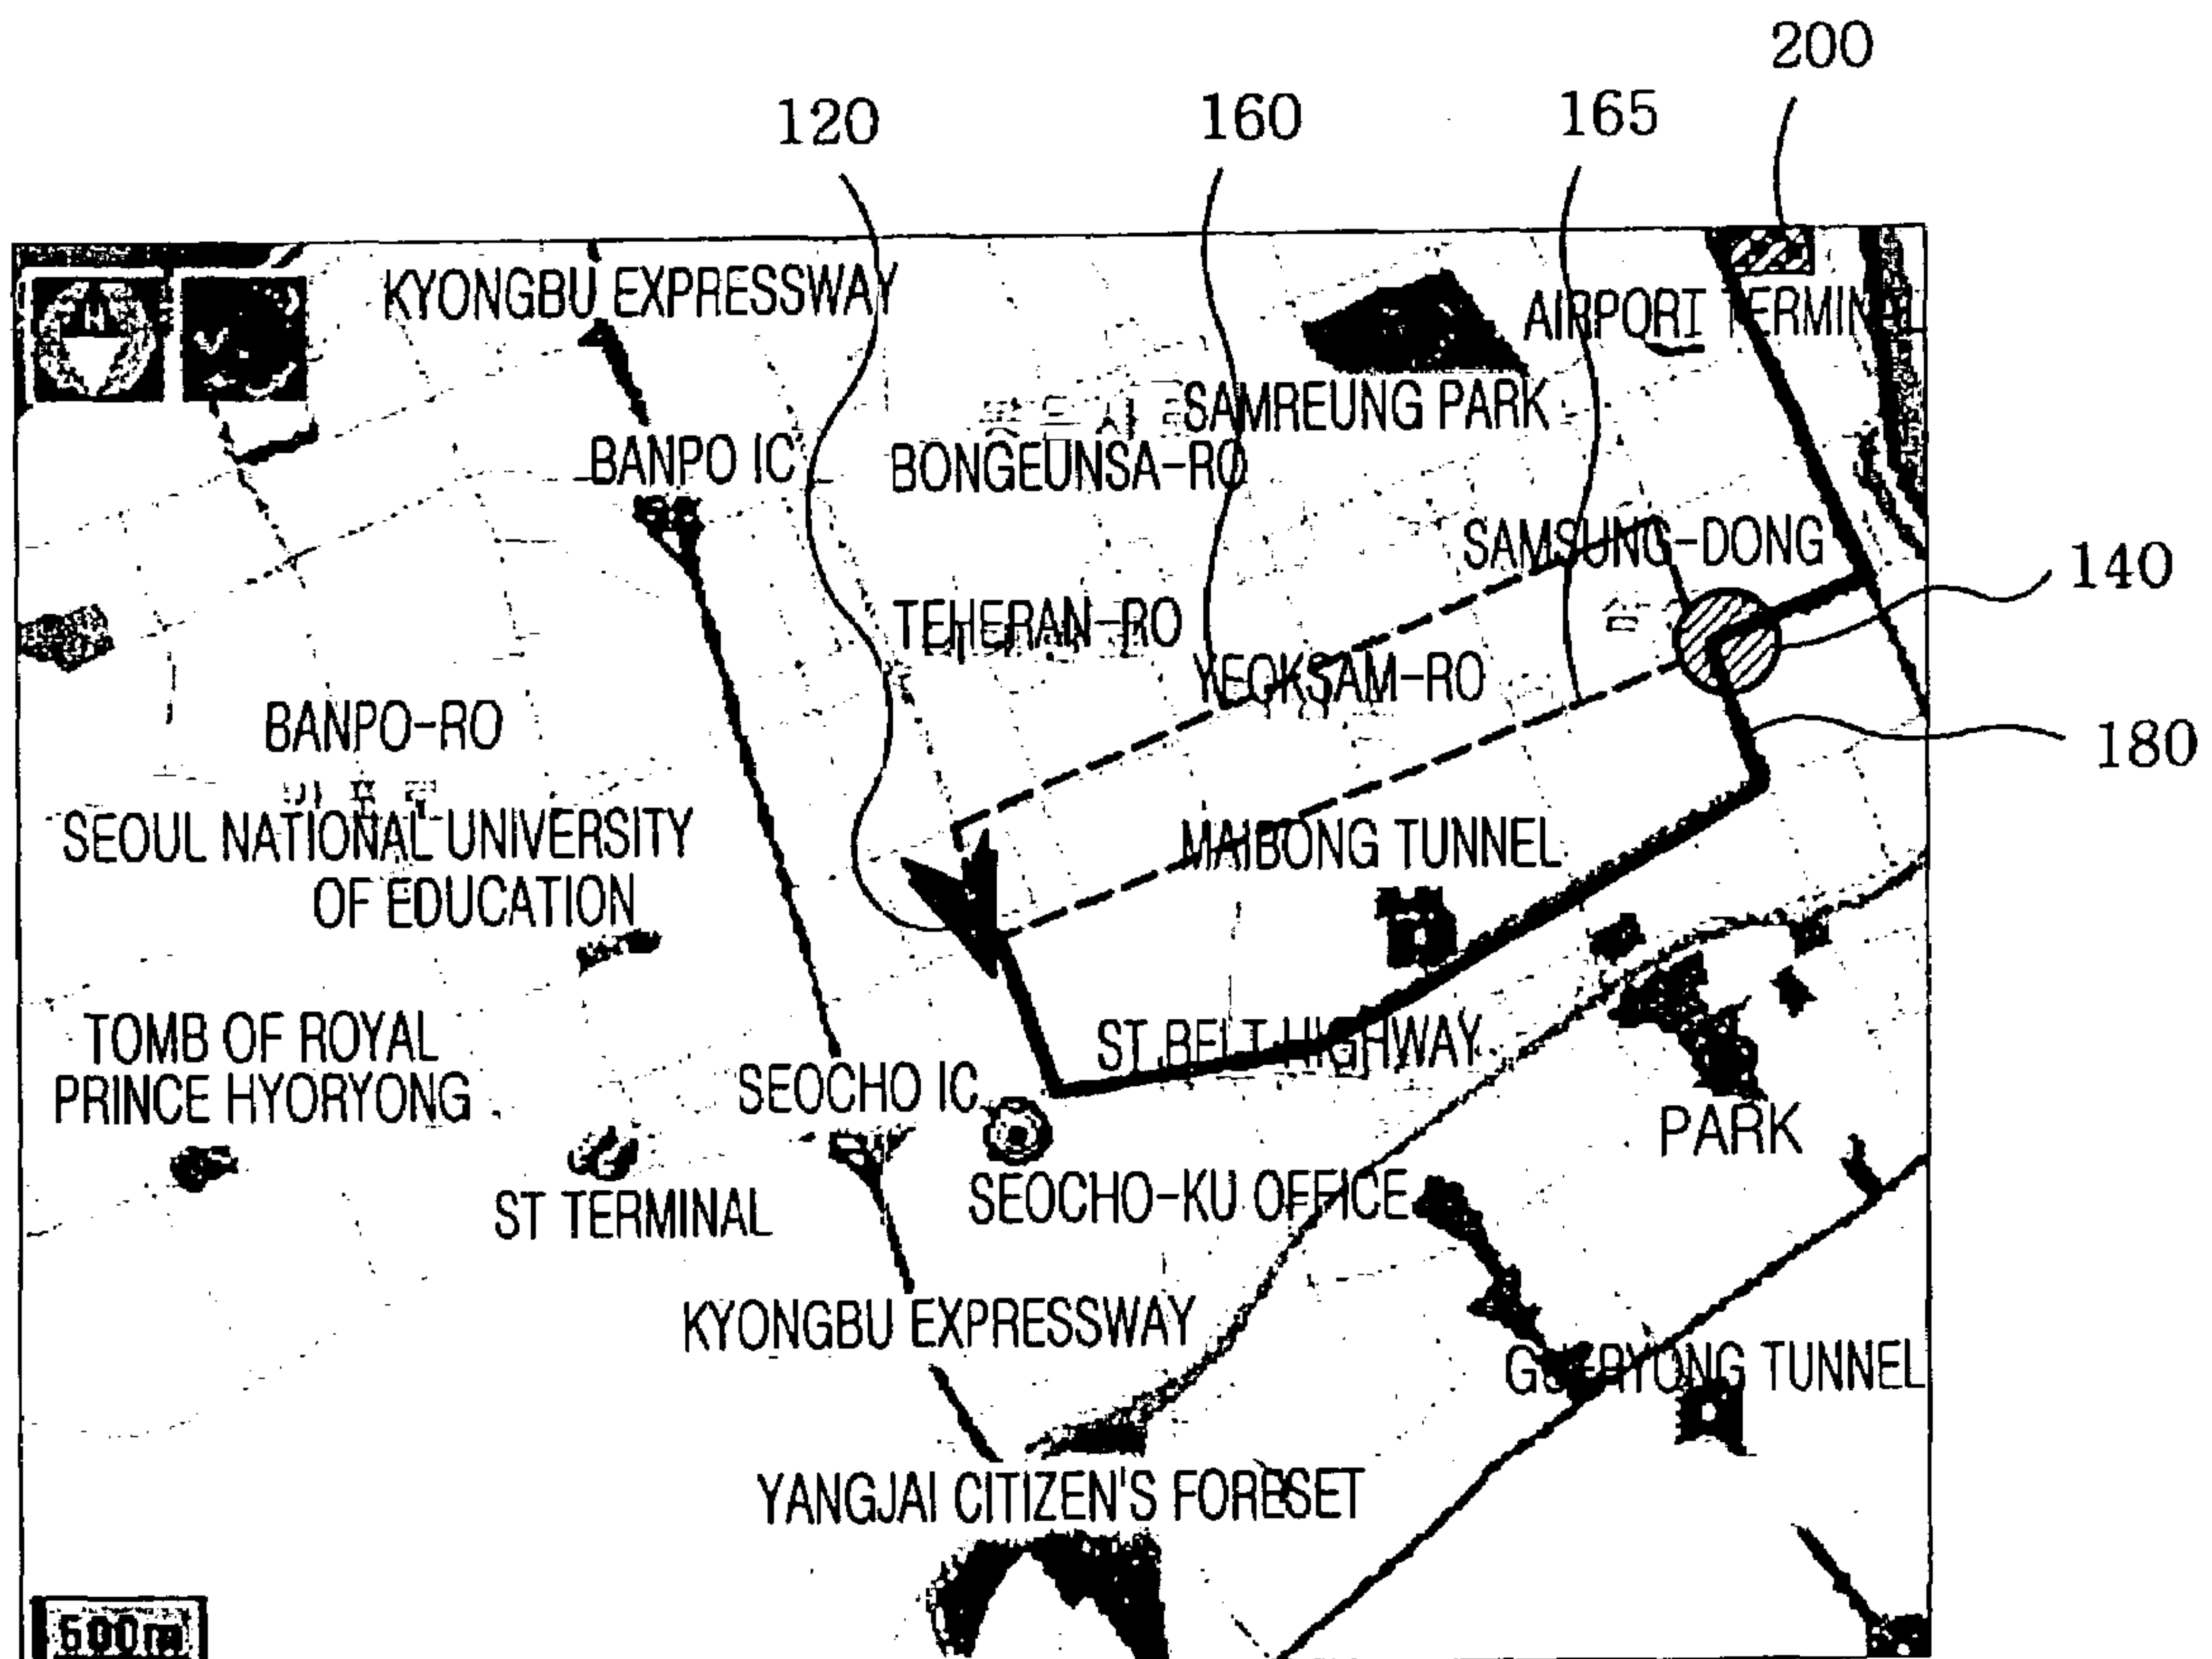 200
120
160
165
KYONGBU EXPRESSWAY
AIRPORT TERMINAL
SAMREUNG PARK
BANPO IC
BONGEUNSA-RO
SAMSUNG-DONG
140
TEHERAN-RO
YEOKSAM-RO
BANPO-RO
180
SEOUL NATIONAL UNIVERSITY
OF EDUCATION
MAIBONG TUNNEL
TOMB OF ROYAL
PRINCE HYORYONG
ST.BELT HIGHWAY
SEOCHO IC
PARK
ST TERMINAL
SEOCHO-KU OFFICE
KYONGBU EXPRESSWAY
TUNNEL
YANGJAI CITIZEN'S FORESET
600m